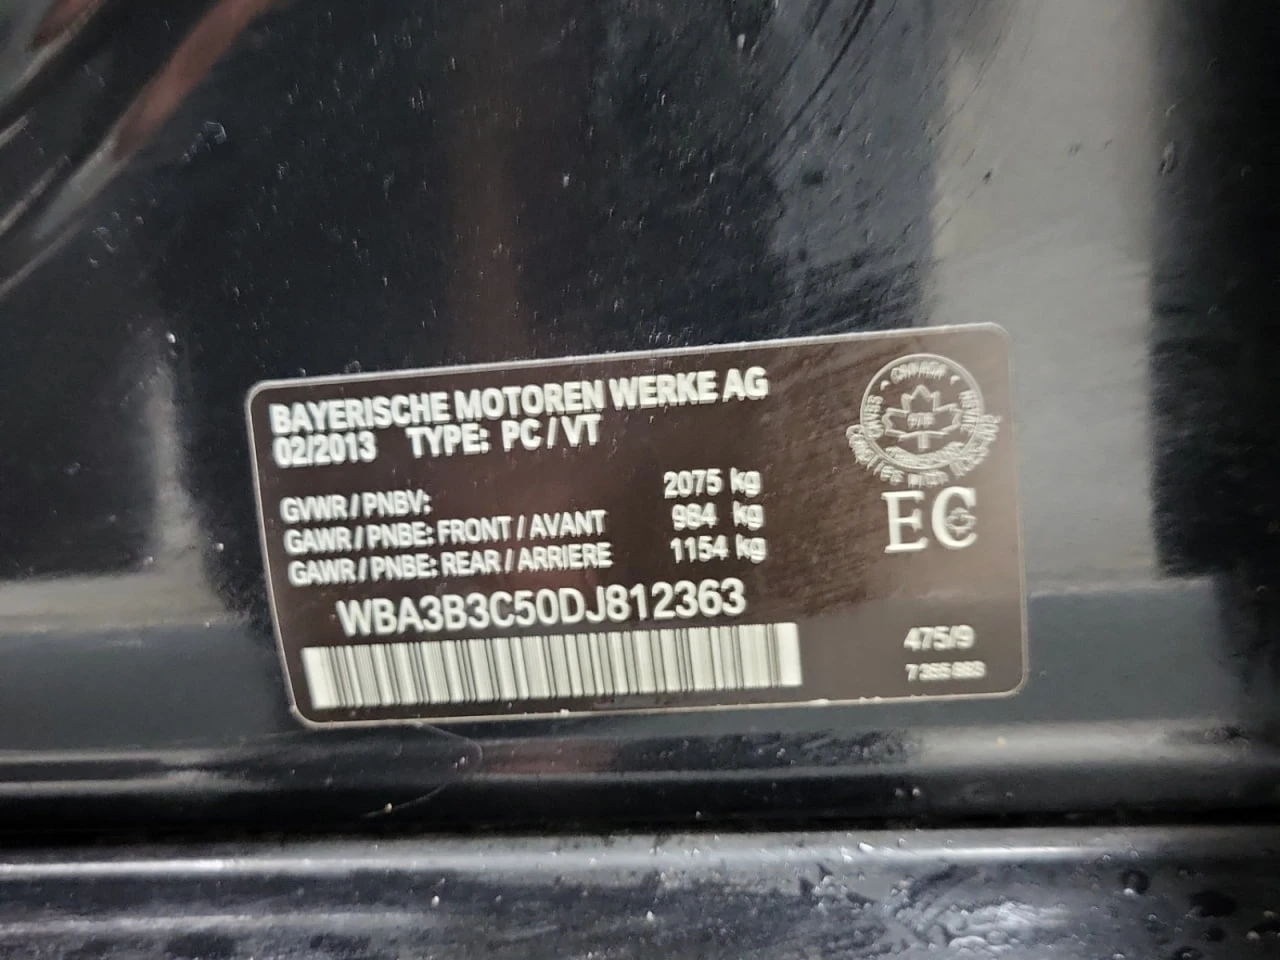 BAYERISCHE MOTOREN WERKE AG
02/2013 TYPE: PC / VT
GVWR / PNBV: 2075 kg
GAWR / PNBE: FRONT / AVANT 984 kg
GAWR / PNBE: REAR / ARRIERE 1154 kg
WBA3B3C50DJ812363
CANADA
EC
475/9